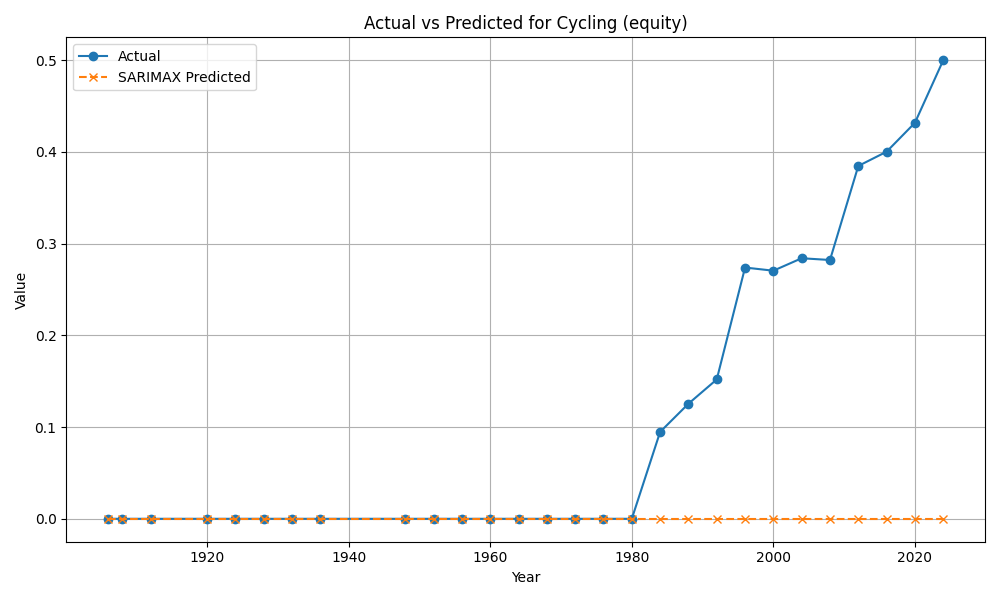 Actual vs Predicted for Cycling (equity)
Actual
SARIMAX Predicted
0.5
0.4
0.3
0.2
0.1
0.0
Value
1920
1940
1960
1980
2000
2020
Year